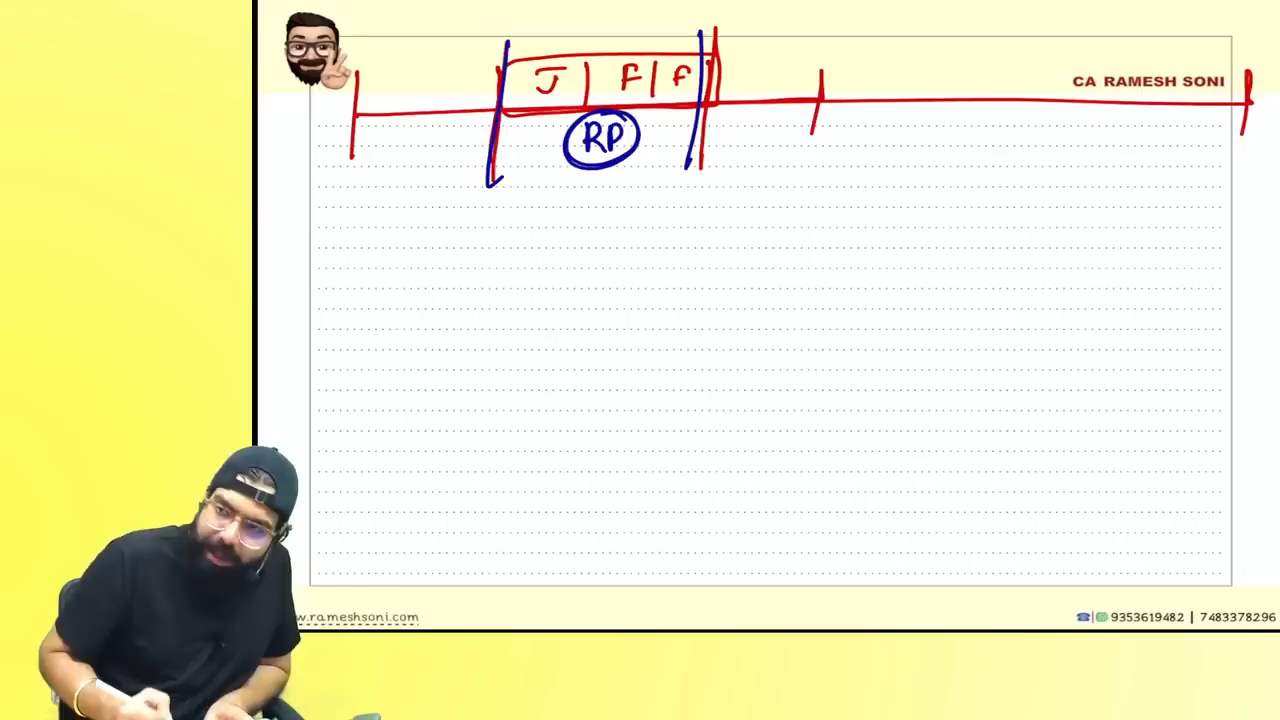 CA RAMESH SONI
J F F
RP
w.rameshsoni.com
9353619482 | 7483378296